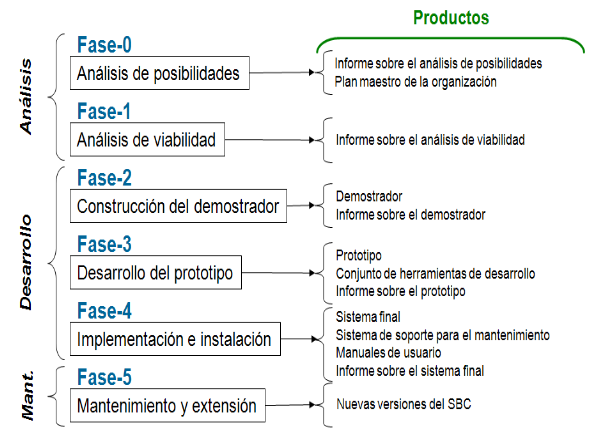 Productos
Análisis
Fase-0
Análisis de posibilidades
Informe sobre el análisis de posibilidades
Plan maestro de la organización
Fase-1
Análisis de viabilidad
Informe sobre el análisis de viabilidad
Desarrollo
Fase-2
Construcción del demostrador
Demostrador
Informe sobre el demostrador
Fase-3
Desarrollo del prototipo
Prototipo
Conjunto de herramientas de desarrollo
Informe sobre el prototipo
Fase-4
Implementación e instalación
Sistema final
Sistema de soporte para el mantenimiento
Manuales de usuario
Informe sobre el sistema final
Mant.
Fase-5
Mantenimiento y extensión
Nuevas versiones del SBC